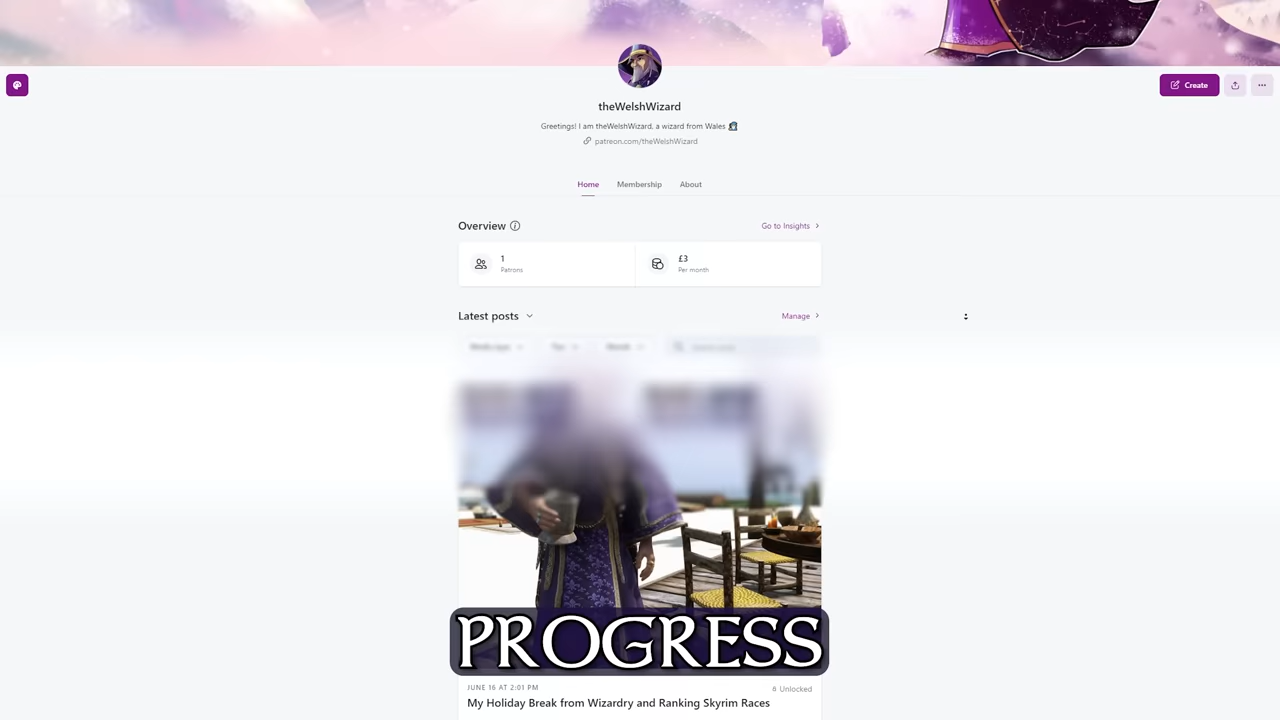 Create
theWelshWizard
Greetings! I am theWelshWizard, a wizard from Wales
patreon.com/theWelshWizard
Home Membership About
Overview Go to Insights
1
Patrons
£3
Per month
Latest posts Manage
PROGRESS
JUNE 16 AT 2:01 PM
Unlocked
My Holiday Break from Wizardry and Ranking Skyrim Races